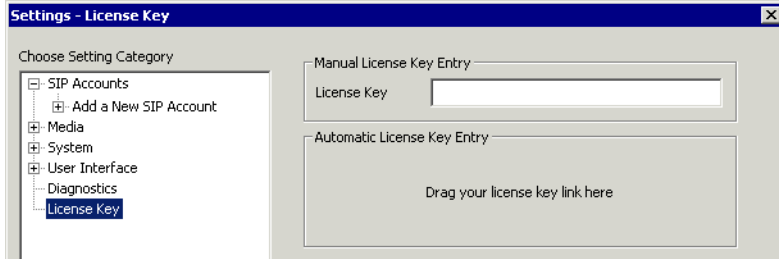 Settings - License Key
Choose Setting Category
SIP Accounts
Add a New SIP Account
Media
System
User Interface
Diagnostics
License Key
Manual License Key Entry
License Key
Automatic License Key Entry
Drag your license key link here